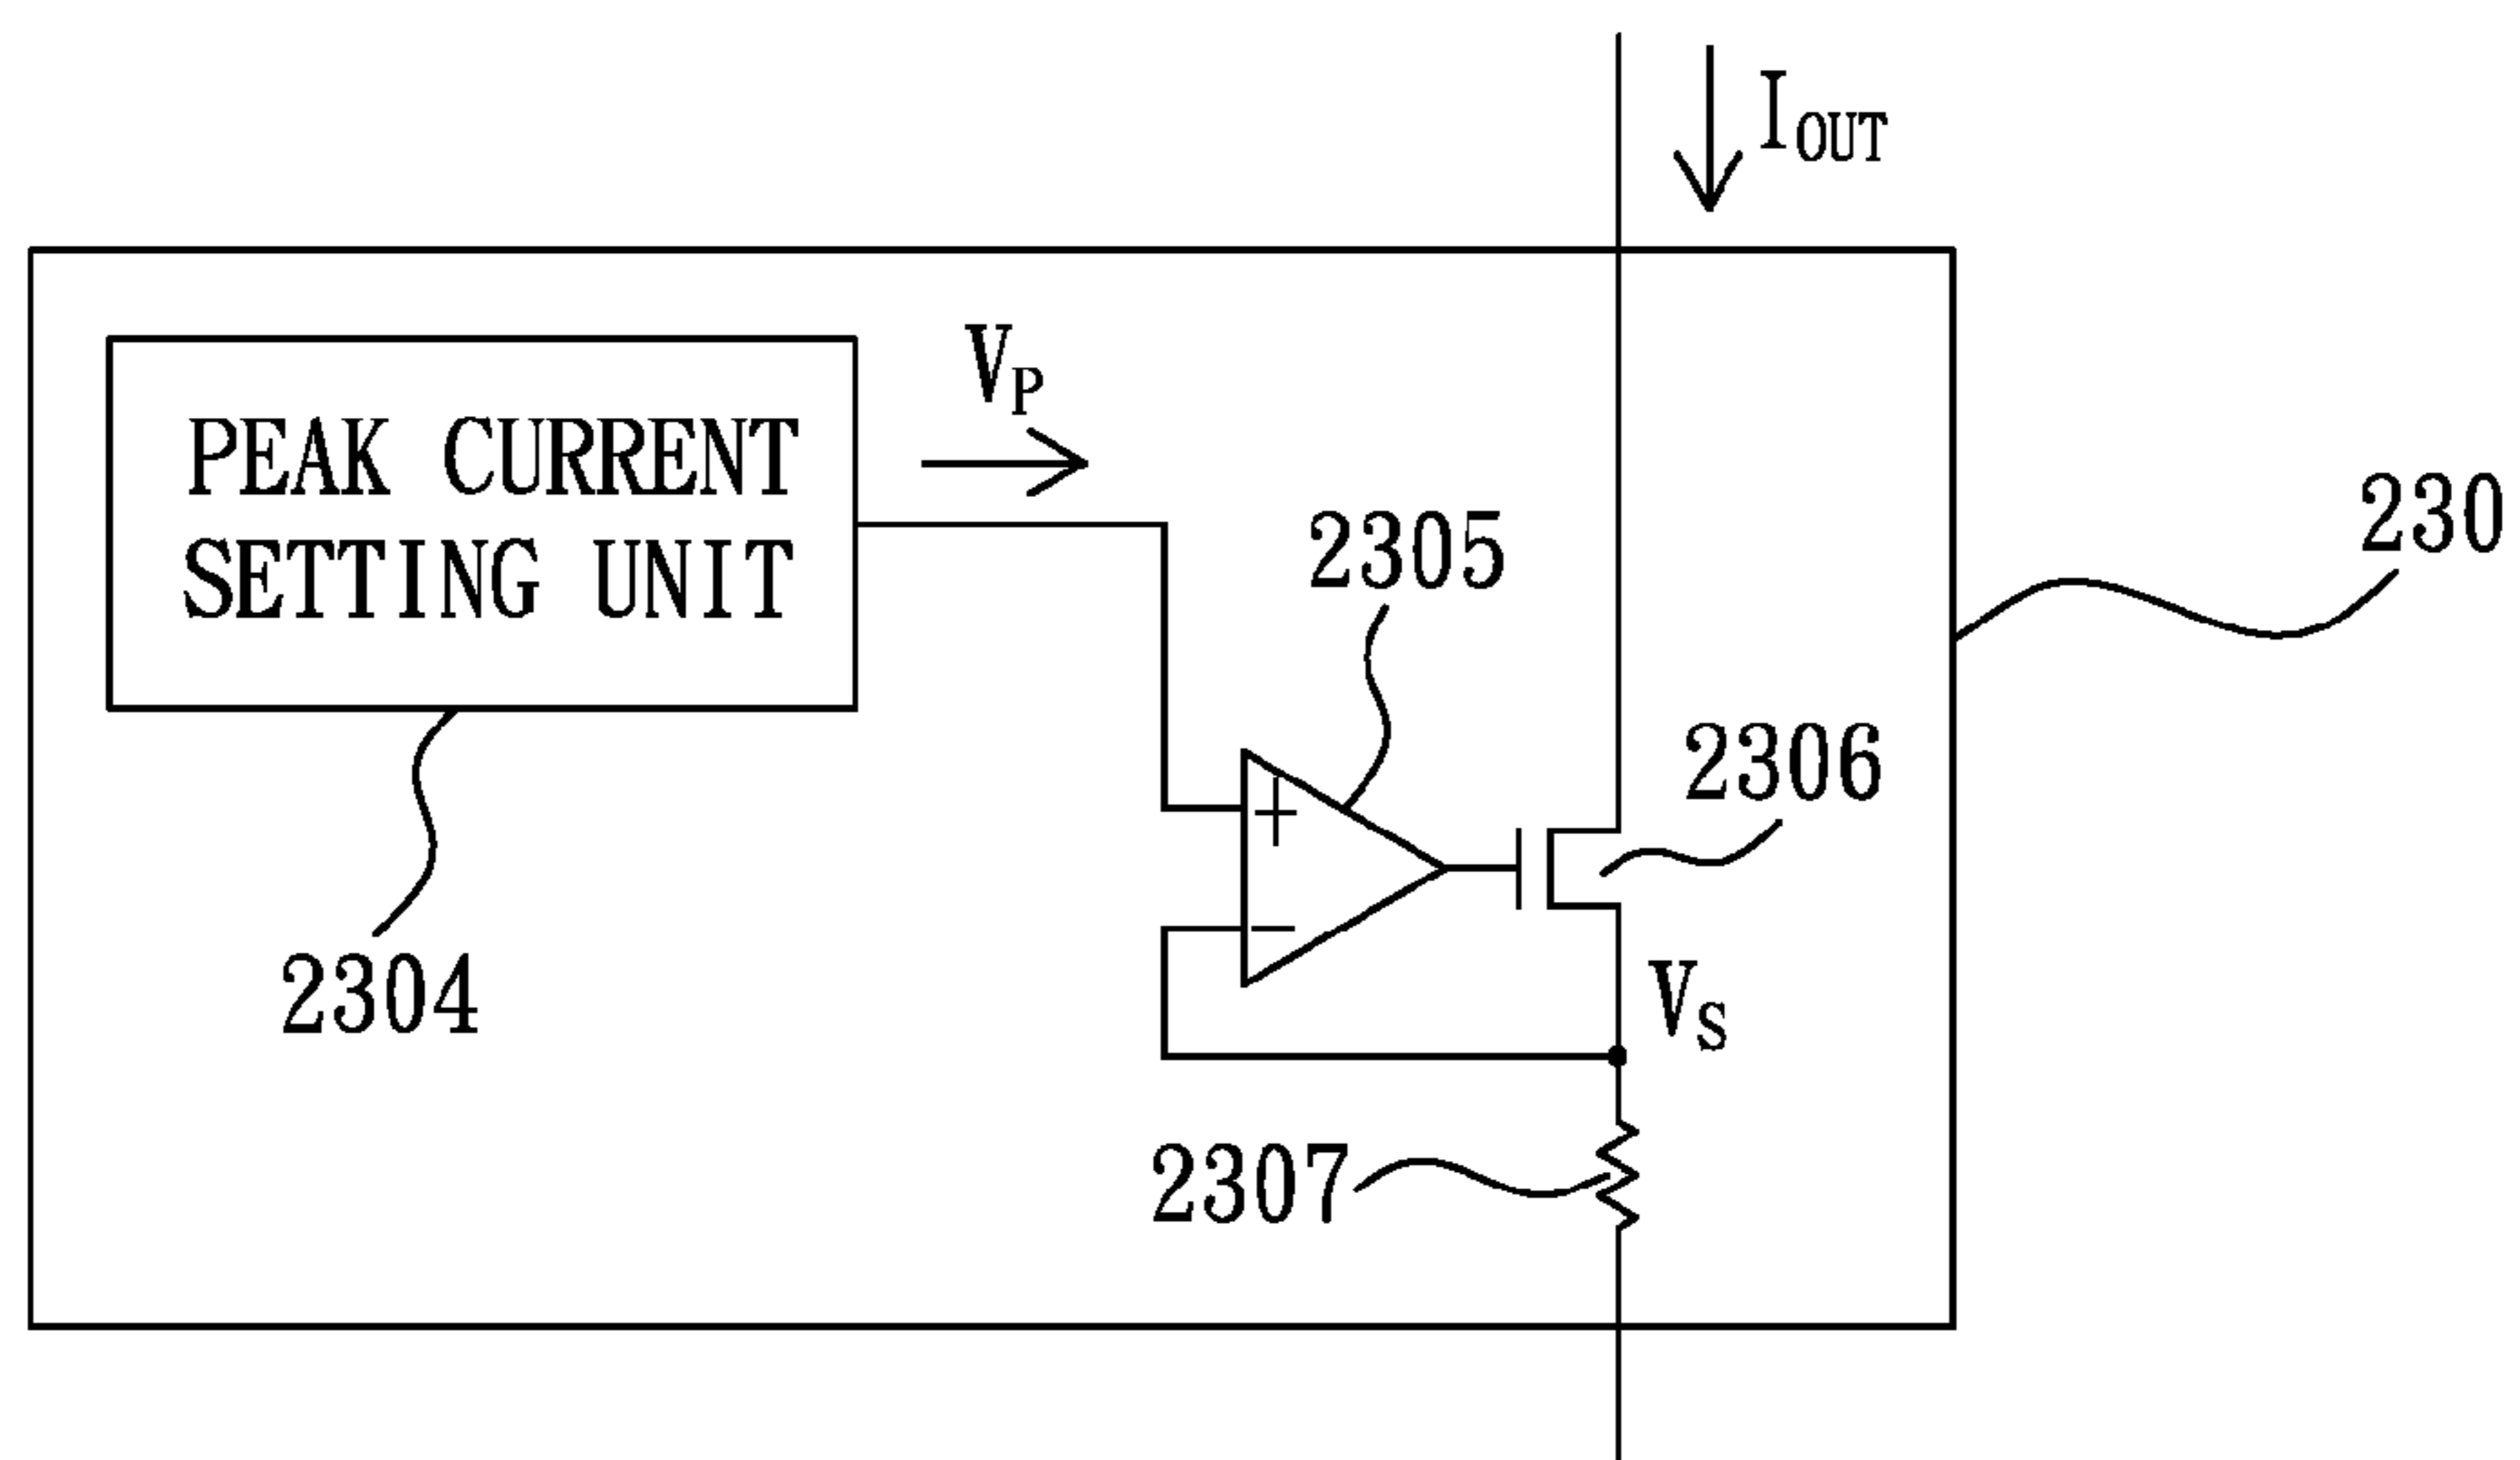 I_OUT
V_P
PEAK CURRENT
SETTING UNIT
2305
230
2306
+
−
2304
V_S
2307